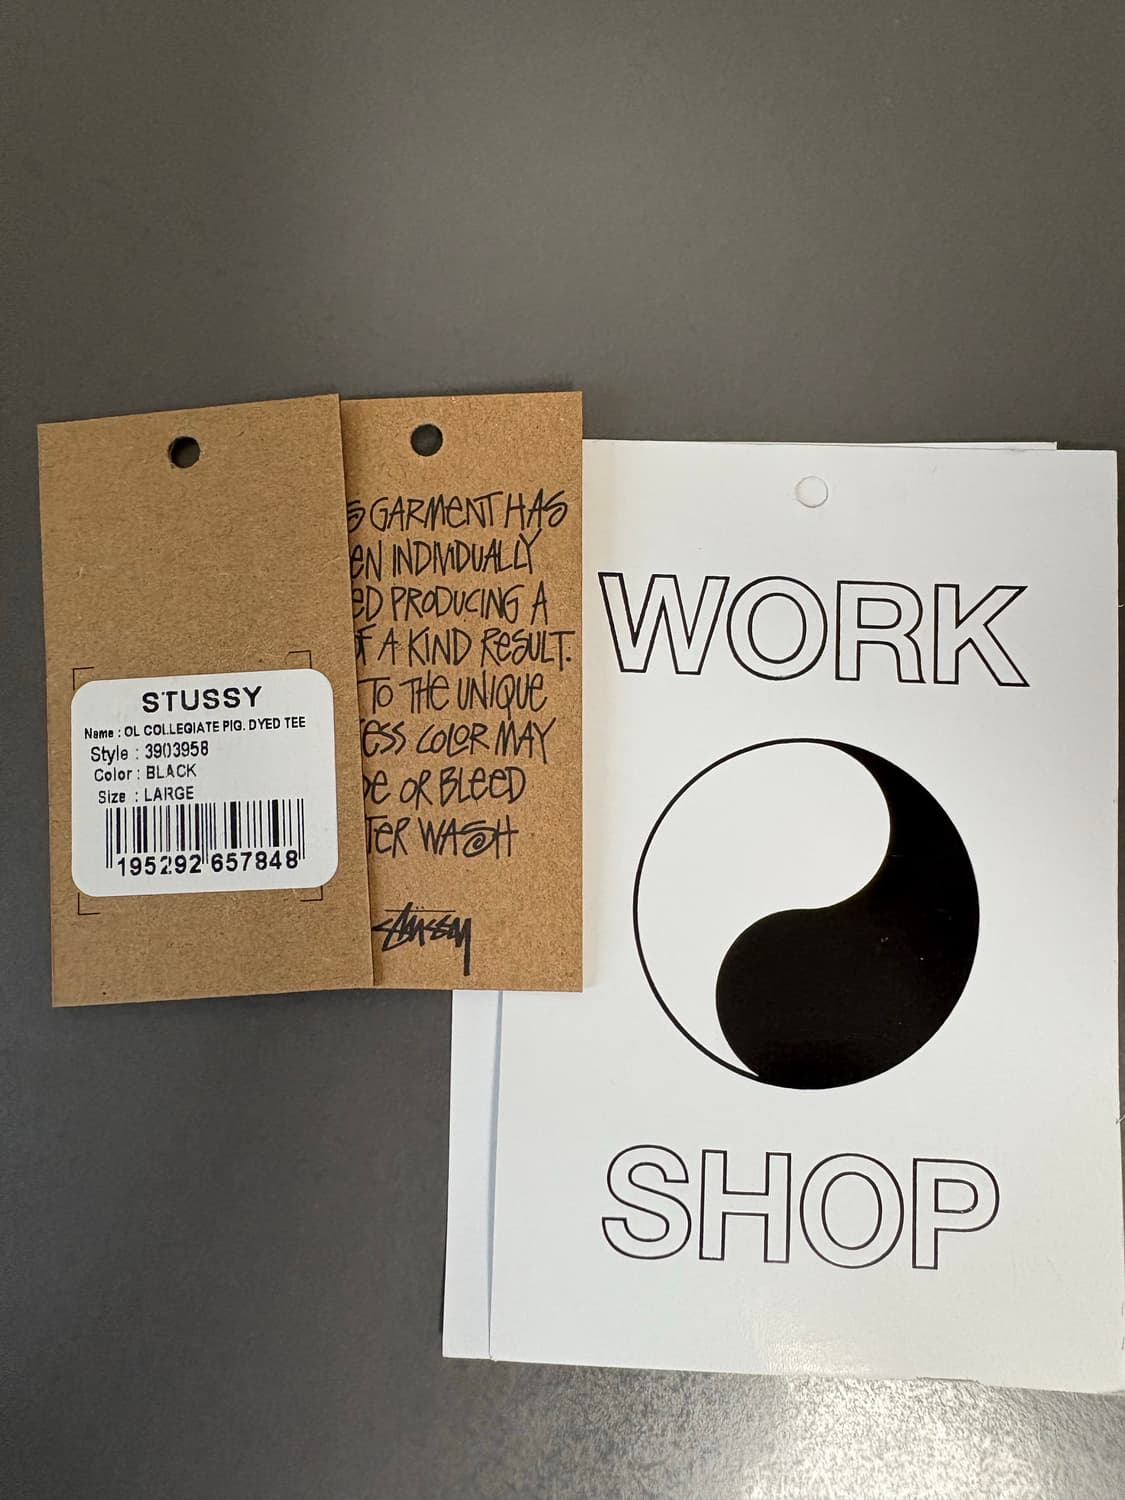 STUSSY
Name : OL COLLEGIATE PIG. DYED TEE
Style : 3903958
Color : BLACK
Size : LARGE
195292 657848
S GARMENT HAS
EN INDIVIDUALLY
ED PRODUCING A
F A KIND RESULT.
TO THE UNIQUE
ESS COLOR MAY
DE OR BLEED
TER WASH
Stüssy
WORK
SHOP